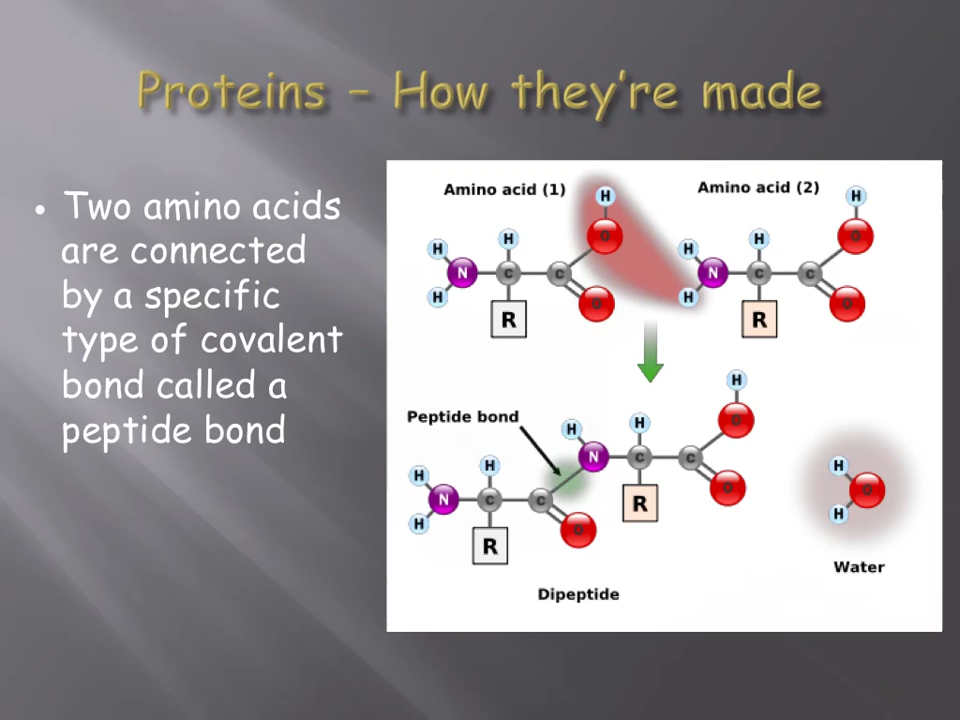 Proteins – How they're made
• Two amino acids
are connected
by a specific
type of covalent
bond called a
peptide bond
Amino acid (1)
Amino acid (2)
H H
H H H H
O O
N C C N C C
H H
O O
R R
H
Peptide bond
O
H H
N C C
H H
O
H
N C C R O
H
O
R
H
Water
Dipeptide